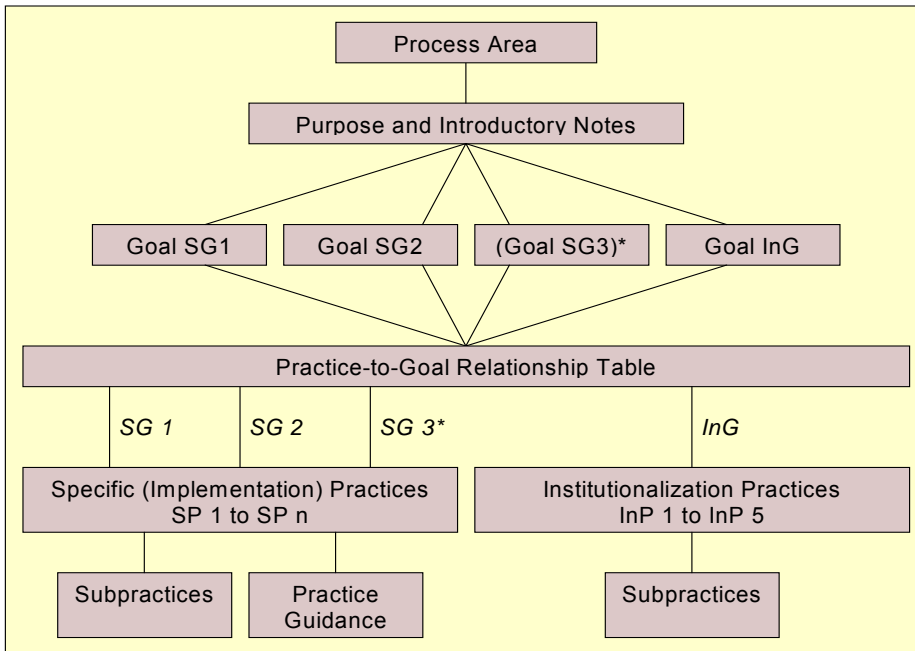 Process Area
Purpose and Introductory Notes
Goal SG1
Goal SG2
(Goal SG3)*
Goal InG
Practice-to-Goal Relationship Table
SG 1
SG 2
SG 3*
InG
Specific (Implementation) Practices
SP 1 to SP n
Institutionalization Practices
InP 1 to InP 5
Subpractices
Practice
Guidance
Subpractices